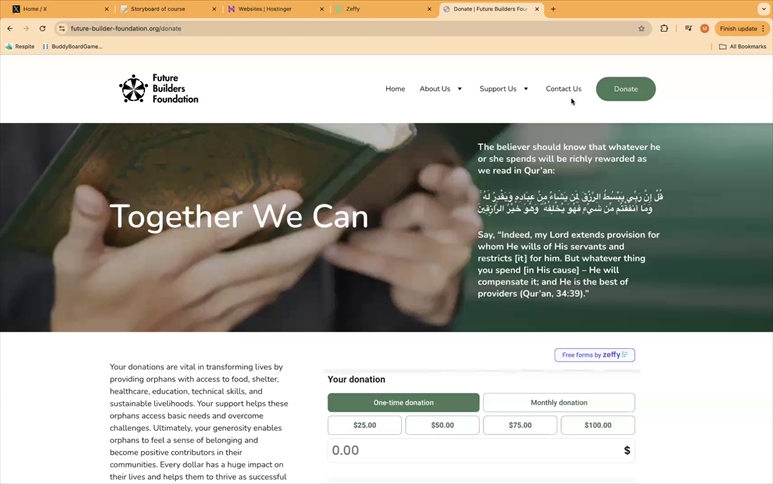 Home / X
Storyboard of course
Websites | Hostinger
Zeffy
Donate | Future Builders Found
future-builder-foundation.org/donate
Finish update
Respite
BuddyBoardGame...
All Bookmarks
Future
Builders
Foundation
Home
About Us
Support Us
Contact Us
Donate
Together We Can
The believer should know that whatever he
or she spends will be richly rewarded as
we read in Qur'an:
قُلْ إِنَّ رَبِّي يَبْسُطُ الرِّزْقَ لِمَن يَشَاءُ مِنْ عِبَادِهِ وَيَقْدِرُ لَهُ ۚ
وَمَا أَنفَقْتُم مِّن شَيْءٍ فَهُوَ يُخْلِفُهُ ۖ وَهُوَ خَيْرُ الرَّازِقِينَ
Say, “Indeed, my Lord extends provision for
whom He wills of His servants and
restricts [it] for him. But whatever thing
you spend [in His cause] – He will
compensate it; and He is the best of
providers (Qur'an, 34:39).”
Your donations are vital in transforming lives by
providing orphans with access to food, shelter,
healthcare, education, technical skills, and
sustainable livelihoods. Your support helps these
orphans access basic needs and overcome
challenges. Ultimately, your generosity enables
orphans to feel a sense of belonging and
become positive contributors in their
communities. Every dollar has a huge impact on
their lives and helps them to thrive as successful
Free forms by zeffy
Your donation
One-time donation
Monthly donation
$25.00
$50.00
$75.00
$100.00
0.00
$